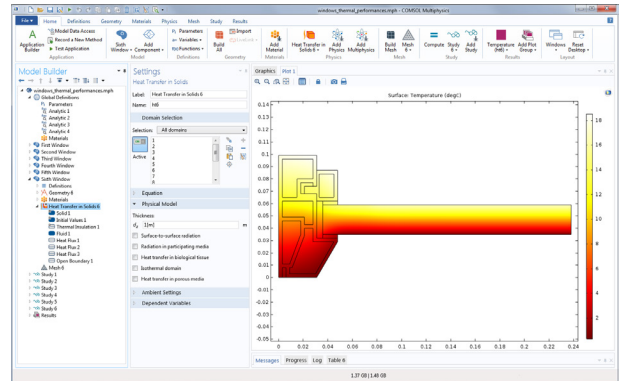 windows_thermal_performances.mph - COMSOL Multiphysics
File Home Definitions Geometry Materials Physics Mesh Study Results
Application Builder
Model Data Access
Record a New Method
Test Application
Application
Sixth Window
Add Component
Model
Parameters
Variables
Functions
Definitions
Build All
Import
Geometry
Add Material
Materials
Heat Transfer in Solids 6
Add Physics
Add Multiphysics
Physics
Build Mesh
Mesh 6
Mesh
Compute
Study 6
Add Study
Study
Temperature (ht6)
Add Plot Group
Results
Windows
Reset Desktop
Layout
Model Builder
windows_thermal_performances.mph
Global Definitions
Parameters
Analytic 1
Analytic 2
Analytic 3
Analytic 4
Materials
First Window
Second Window
Third Window
Fourth Window
Fifth Window
Sixth Window
Definitions
Geometry 6
Materials
Heat Transfer in Solids 6
Solid 1
Initial Values 1
Thermal Insulation 1
Fluid 1
Heat Flux 1
Heat Flux 2
Heat Flux 3
Open Boundary 1
Mesh 6
Study 1
Study 2
Study 3
Study 4
Study 5
Study 6
Results
Settings
Heat Transfer in Solids
Label: Heat Transfer in Solids 6
Name: ht6
Domain Selection
Selection: All domains
Active
1
2
3
4
5
6
7
8
Equation
Physical Model
Thickness:
1[m] m
Surface-to-surface radiation
Radiation in participating media
Heat transfer in biological tissue
Isothermal domain
Heat transfer in porous media
Ambient Settings
Dependent Variables
Graphics Plot 1
Surface: Temperature (degC)
0.14
0.13
0.12
0.11
0.1
0.09
0.08
0.07
0.06
0.05
0.04
0.03
0.02
0.01
0
-0.01
-0.02
-0.03
-0.04
-0.05
0 0.02 0.04 0.06 0.08 0.1 0.12 0.14 0.16 0.18 0.2 0.22 0.24
18
16
14
12
10
8
6
4
2
Messages Progress Log Table 6
1.37 GB | 1.46 GB